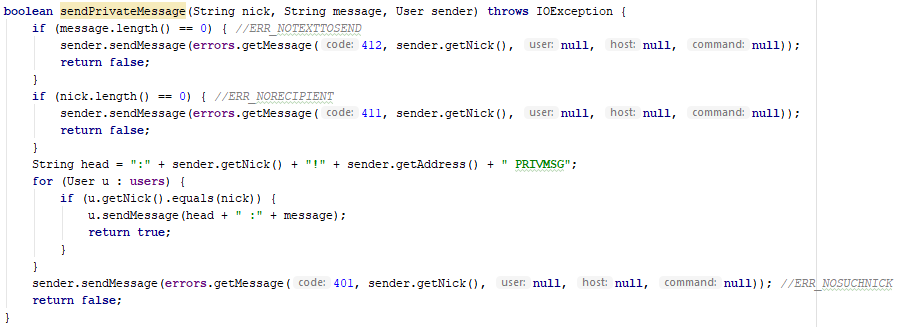 boolean sendPrivateMessage(String nick, String message, User sender) throws IOException {
    if (message.length() == 0) { //ERR_NOTEXTTOSEND
        sender.sendMessage(errors.getMessage( code: 412, sender.getNick(), user: null, host: null, command: null));
        return false;
    }
    if (nick.length() == 0) { //ERR_NORECIPIENT
        sender.sendMessage(errors.getMessage( code: 411, sender.getNick(), user: null, host: null, command: null));
        return false;
    }
    String head = ":" + sender.getNick() + "!" + sender.getAddress() + " PRIVMSG";
    for (User u : users) {
        if (u.getNick().equals(nick)) {
            u.sendMessage(head + " :" + message);
            return true;
        }
    }
    sender.sendMessage(errors.getMessage( code: 401, sender.getNick(), user: null, host: null, command: null)); //ERR_NOSUCHNICK
    return false;
}